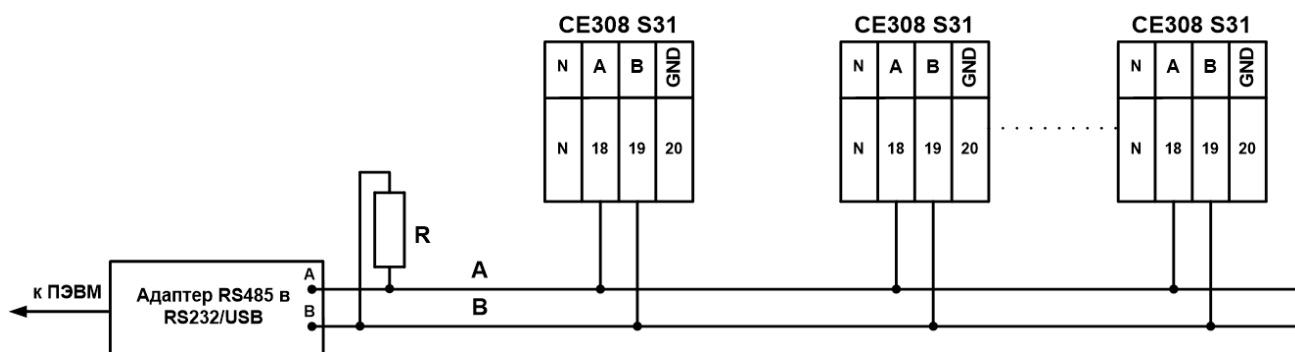 CE308 S31
CE308 S31
CE308 S31
N A B GND
N A B GND
N A B GND
N 18 19 20
N 18 19 20
N 18 19 20
R
A
к ПЭВМ
Адаптер RS485 в
RS232/USB
A
B
B